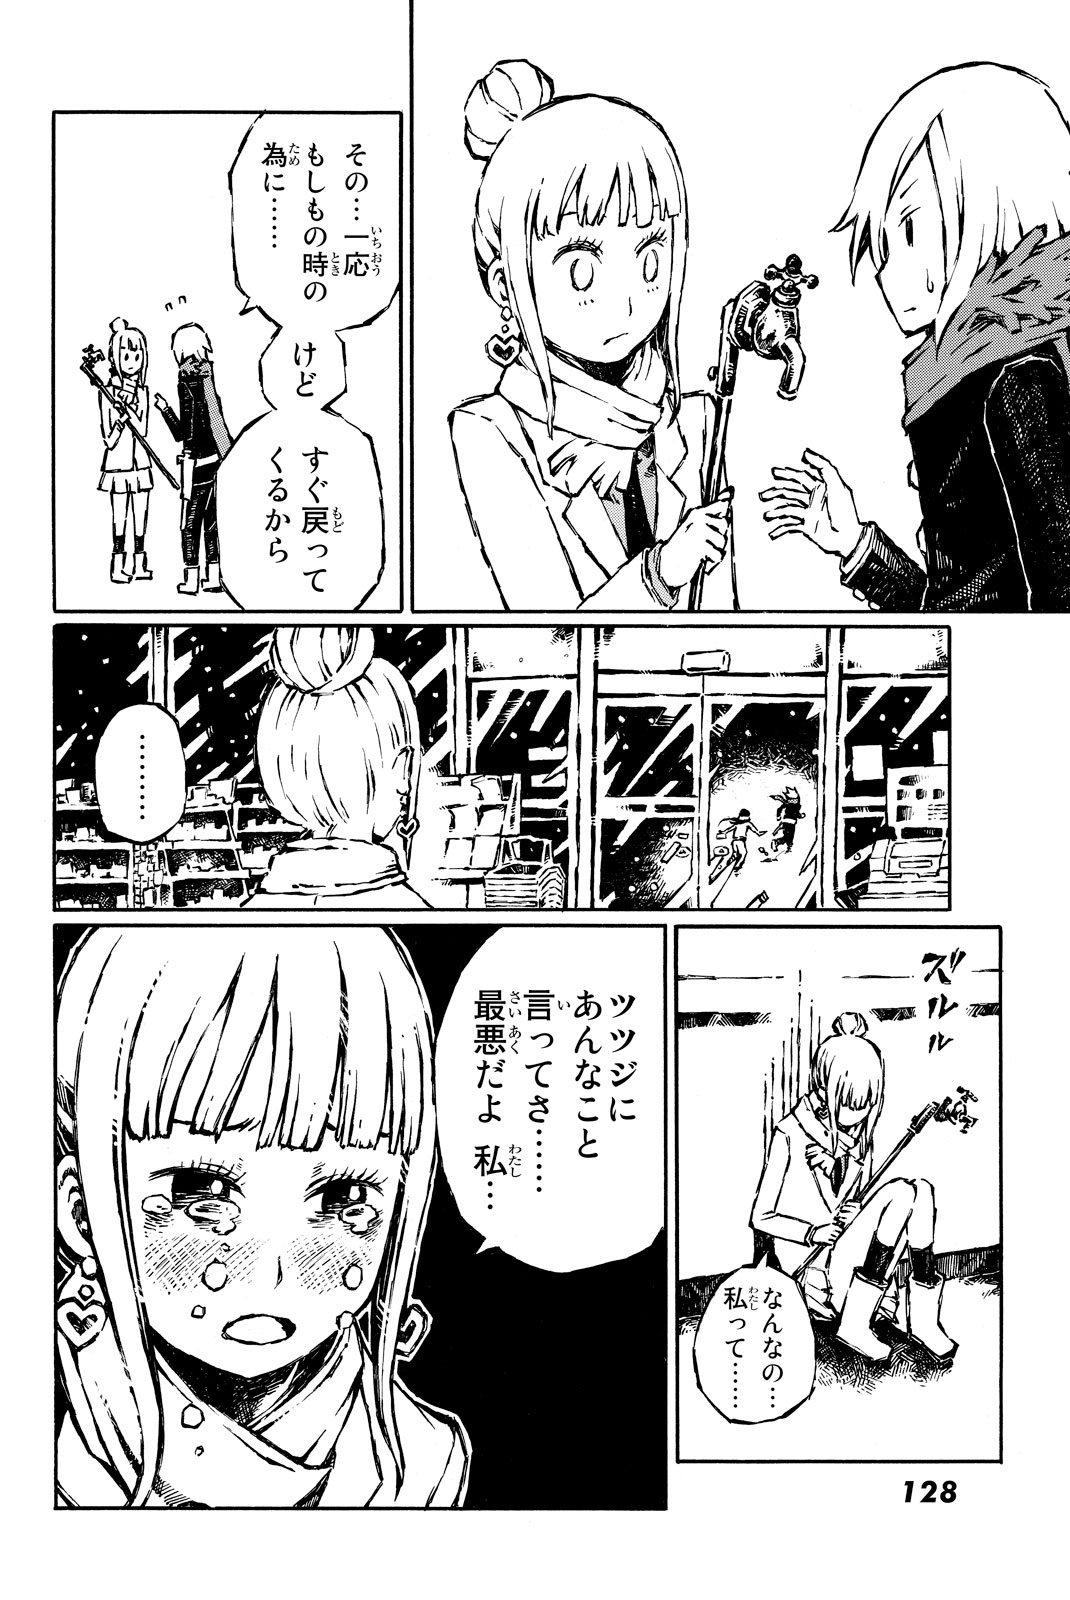 その…一応
もしもの時の
為に……
けど
すぐ戻って
くるから
………
ズルルル
なんなの…
私って……
ツツジに
あんなこと
言ってさ……
最悪だよ 私…
128